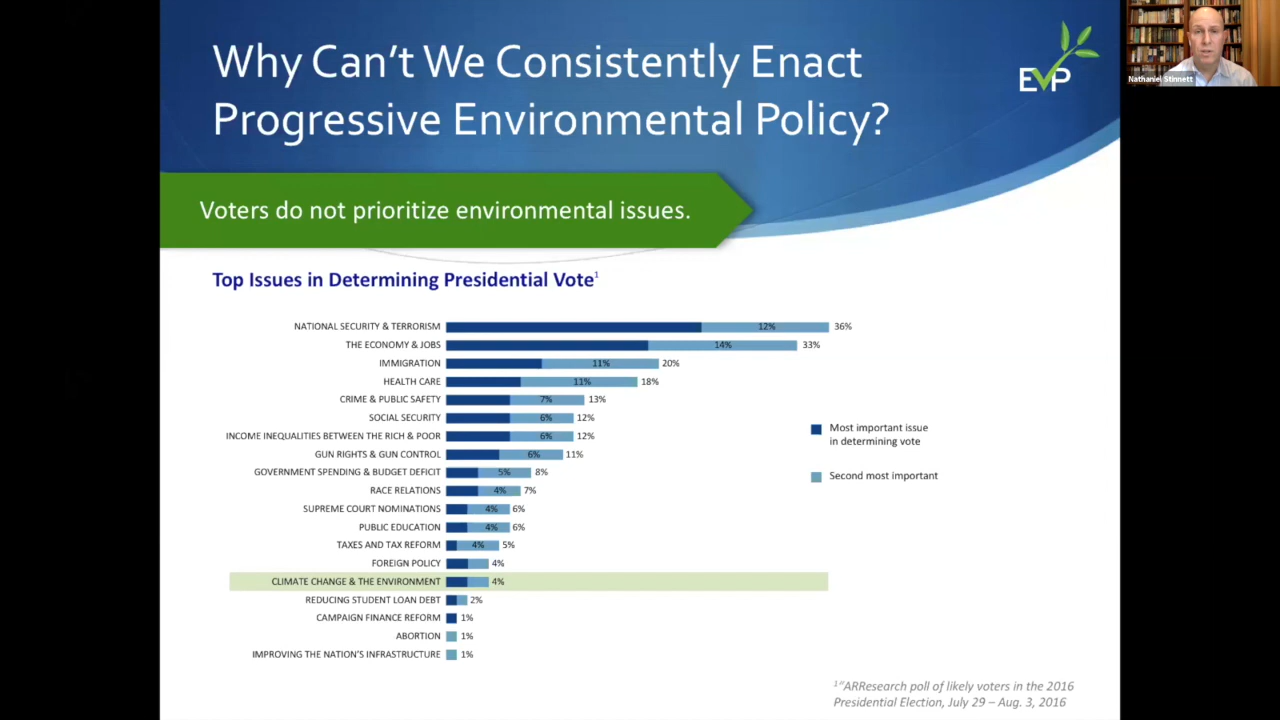 Why Can't We Consistently Enact
Progressive Environmental Policy?
EVP
Nathaniel Stinnett
Voters do not prioritize environmental issues.
Top Issues in Determining Presidential Vote¹
NATIONAL SECURITY & TERRORISM 12% 36%
THE ECONOMY & JOBS 14% 33%
IMMIGRATION 11% 20%
HEALTH CARE 11% 18%
CRIME & PUBLIC SAFETY 7% 13%
SOCIAL SECURITY 6% 12%
INCOME INEQUALITIES BETWEEN THE RICH & POOR 6% 12%
GUN RIGHTS & GUN CONTROL 6% 11%
GOVERNMENT SPENDING & BUDGET DEFICIT 5% 8%
RACE RELATIONS 4% 7%
SUPREME COURT NOMINATIONS 4% 6%
PUBLIC EDUCATION 4% 6%
TAXES AND TAX REFORM 4% 5%
FOREIGN POLICY 4%
CLIMATE CHANGE & THE ENVIRONMENT 4%
REDUCING STUDENT LOAN DEBT 2%
CAMPAIGN FINANCE REFORM 1%
ABORTION 1%
IMPROVING THE NATION'S INFRASTRUCTURE 1%
Most important issue
in determining vote
Second most important
¹"ARResearch poll of likely voters in the 2016
Presidential Election, July 29 – Aug. 3, 2016